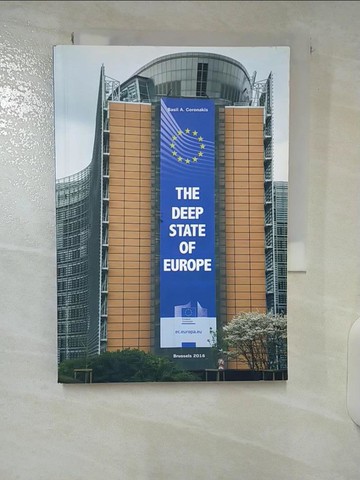 Basil A. Coronakis
THE
DEEP
STATE
OF
EUROPE
ec.europa.eu
Brussels 2018